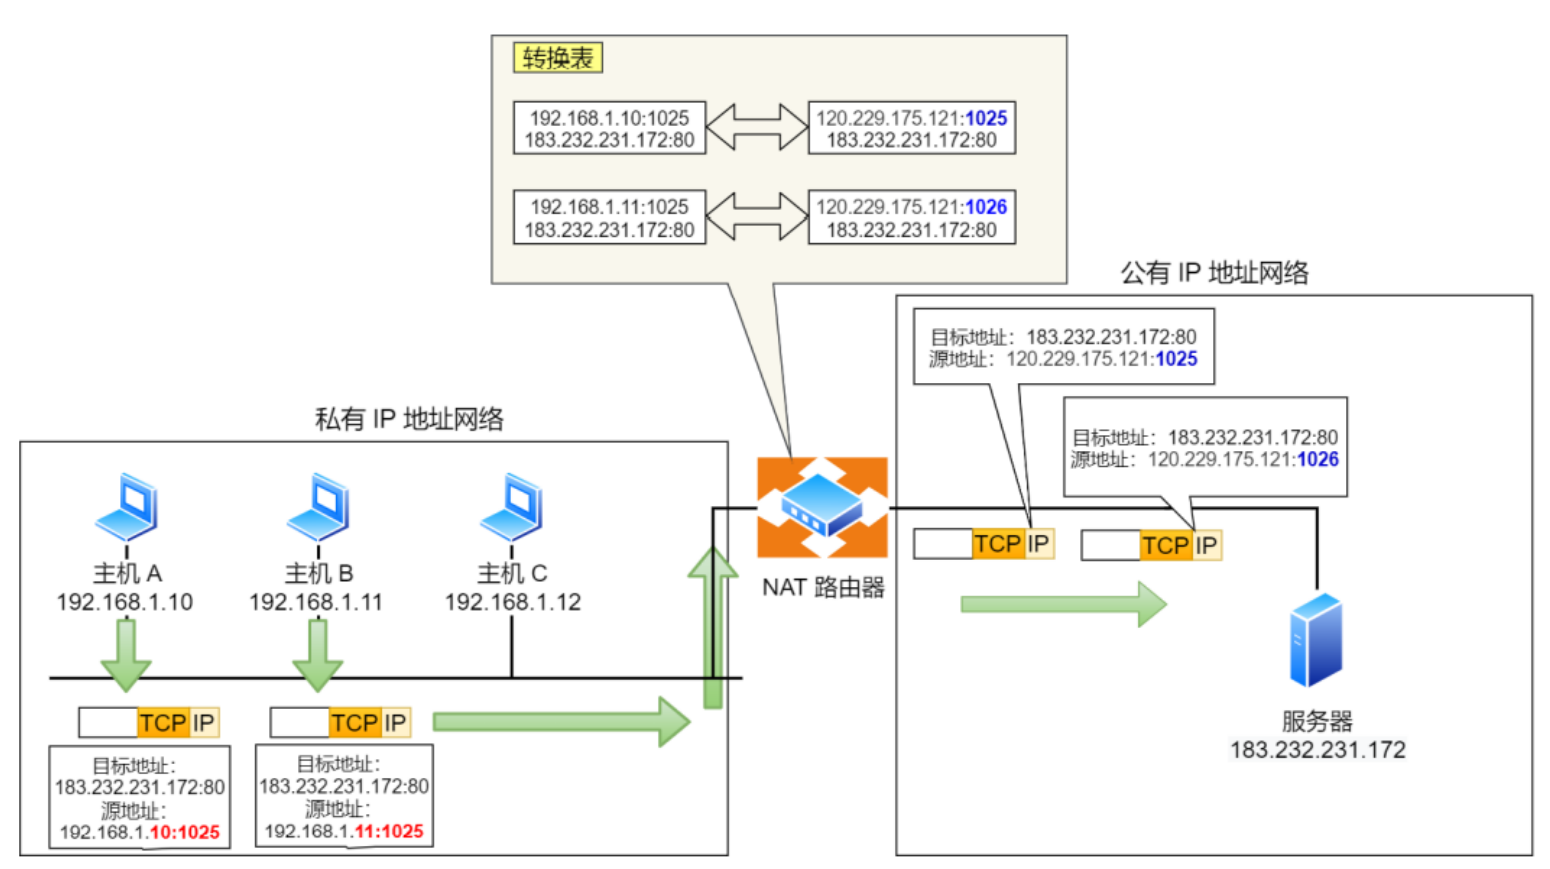 转换表
192.168.1.10:1025
183.232.231.172:80
120.229.175.121:1025
183.232.231.172:80
192.168.1.11:1025
183.232.231.172:80
120.229.175.121:1026
183.232.231.172:80
公有 IP 地址网络
目标地址：183.232.231.172:80
源地址：120.229.175.121:1025
目标地址：183.232.231.172:80
源地址：120.229.175.121:1026
TCP IP
TCP IP
NAT 路由器
服务器
183.232.231.172
私有 IP 地址网络
主机 A
192.168.1.10
主机 B
192.168.1.11
主机 C
192.168.1.12
TCP IP
TCP IP
目标地址：
183.232.231.172:80
源地址：
192.168.1.10:1025
目标地址：
183.232.231.172:80
源地址：
192.168.1.11:1025